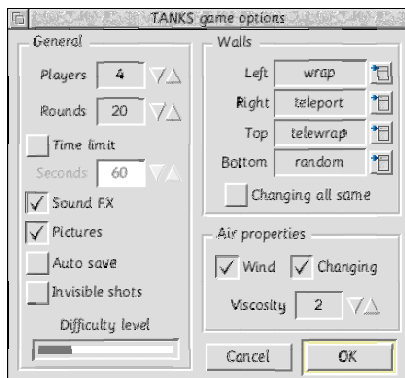 TANKS game options
General
Players 4
Rounds 20
Time limit
Seconds 60
Sound FX
Pictures
Auto save
Invisible shots
Difficulty level
Walls
Left wrap
Right teleport
Top telewrap
Bottom random
Changing all same
Air properties
Wind Changing
Viscosity 2
Cancel OK